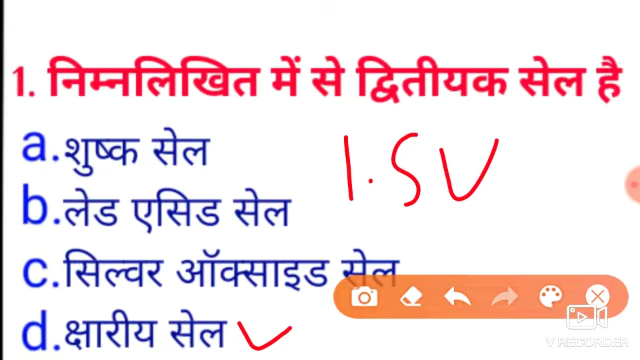 1. निम्नलिखित में से द्वितीयक सेल है
a.शुष्क सेल
1.5V
b.लेड एसिड सेल
c.सिल्वर ऑक्साइड सेल
d.क्षारीय सेल
V RECORDER